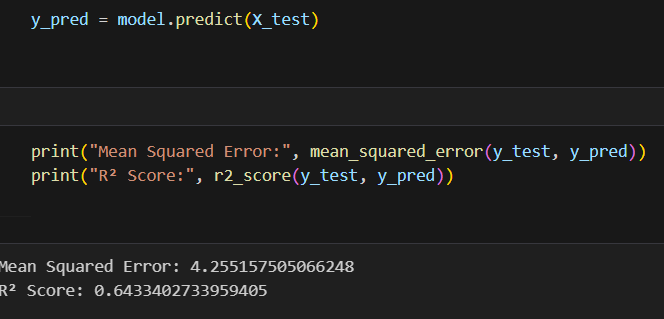 y_pred = model.predict(X_test)
print("Mean Squared Error:", mean_squared_error(y_test, y_pred))
print("R² Score:", r2_score(y_test, y_pred))
Mean Squared Error: 4.255157505066248
R² Score: 0.6433402733959405